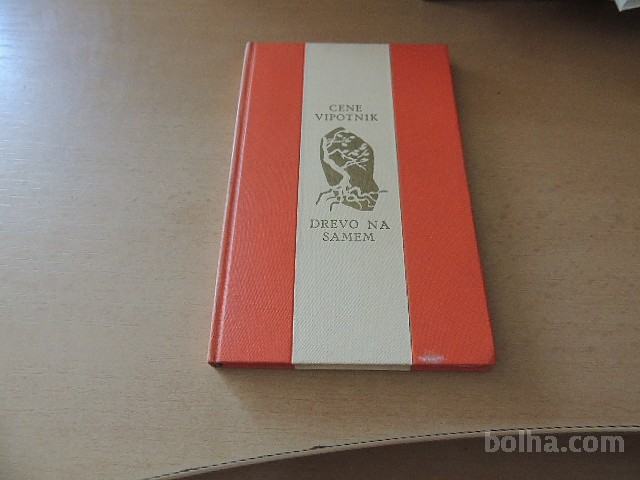 CENE
VIPOTNIK
DREVO NA
SAMEM
bolha.com